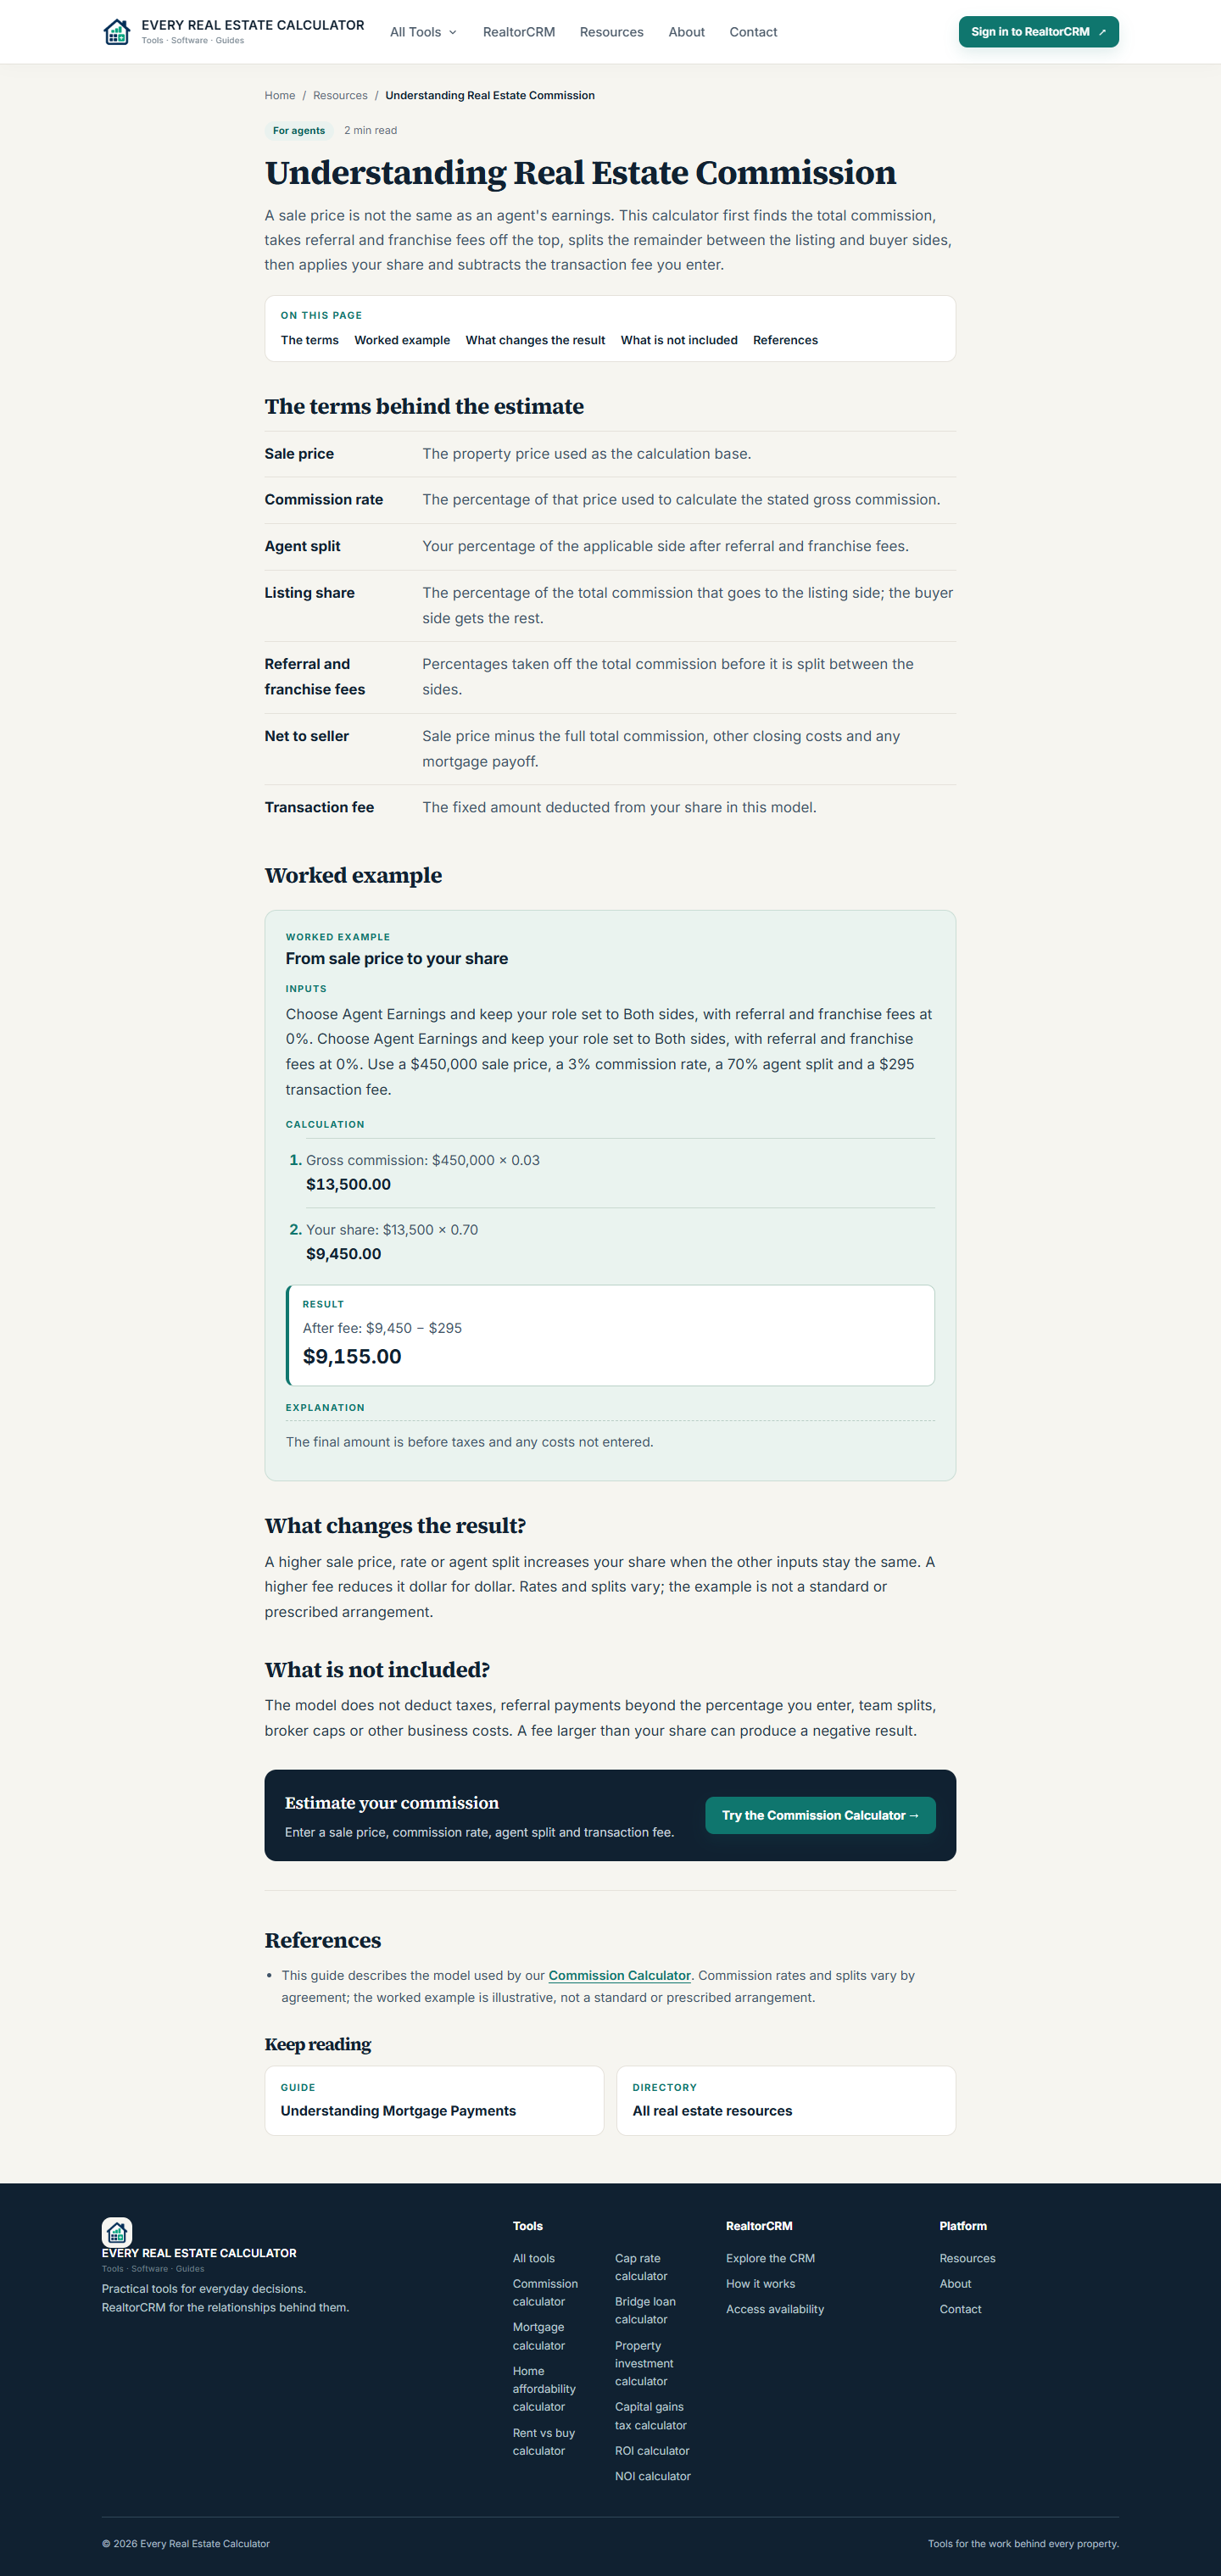 EVERY REAL ESTATE CALCULATOR
Tools · Software · Guides
All Tools
RealtorCRM
Resources
About
Contact
Sign in to RealtorCRM ↗
Home / Resources / Understanding Real Estate Commission
For agents
2 min read
Understanding Real Estate Commission
A sale price is not the same as an agent's earnings. This calculator first finds the total commission,
takes referral and franchise fees off the top, splits the remainder between the listing and buyer sides,
then applies your share and subtracts the transaction fee you enter.
ON THIS PAGE
The terms
Worked example
What changes the result
What is not included
References
The terms behind the estimate
Sale price
The property price used as the calculation base.
Commission rate
The percentage of that price used to calculate the stated gross commission.
Agent split
Your percentage of the applicable side after referral and franchise fees.
Listing share
The percentage of the total commission that goes to the listing side; the buyer
side gets the rest.
Referral and
franchise fees
Percentages taken off the total commission before it is split between the
sides.
Net to seller
Sale price minus the full total commission, other closing costs and any
mortgage payoff.
Transaction fee
The fixed amount deducted from your share in this model.
Worked example
WORKED EXAMPLE
From sale price to your share
INPUTS
Choose Agent Earnings and keep your role set to Both sides, with referral and franchise fees at
0%. Choose Agent Earnings and keep your role set to Both sides, with referral and franchise
fees at 0%. Use a $450,000 sale price, a 3% commission rate, a 70% agent split and a $295
transaction fee.
CALCULATION
1. Gross commission: $450,000 × 0.03
$13,500.00
2. Your share: $13,500 × 0.70
$9,450.00
RESULT
After fee: $9,450 − $295
$9,155.00
EXPLANATION
The final amount is before taxes and any costs not entered.
What changes the result?
A higher sale price, rate or agent split increases your share when the other inputs stay the same. A
higher fee reduces it dollar for dollar. Rates and splits vary; the example is not a standard or
prescribed arrangement.
What is not included?
The model does not deduct taxes, referral payments beyond the percentage you enter, team splits,
broker caps or other business costs. A fee larger than your share can produce a negative result.
Estimate your commission
Enter a sale price, commission rate, agent split and transaction fee.
Try the Commission Calculator →
References
• This guide describes the model used by our Commission Calculator. Commission rates and splits vary by
agreement; the worked example is illustrative, not a standard or prescribed arrangement.
Keep reading
GUIDE
Understanding Mortgage Payments
DIRECTORY
All real estate resources
EVERY REAL ESTATE CALCULATOR
Tools · Software · Guides
Practical tools for everyday decisions.
RealtorCRM for the relationships behind them.
Tools
All tools
Commission
calculator
Mortgage
calculator
Home
affordability
calculator
Rent vs buy
calculator
Cap rate
calculator
Bridge loan
calculator
Property
investment
calculator
Capital gains
tax calculator
ROI calculator
NOI calculator
RealtorCRM
Explore the CRM
How it works
Access availability
Platform
Resources
About
Contact
© 2026 Every Real Estate Calculator
Tools for the work behind every property.